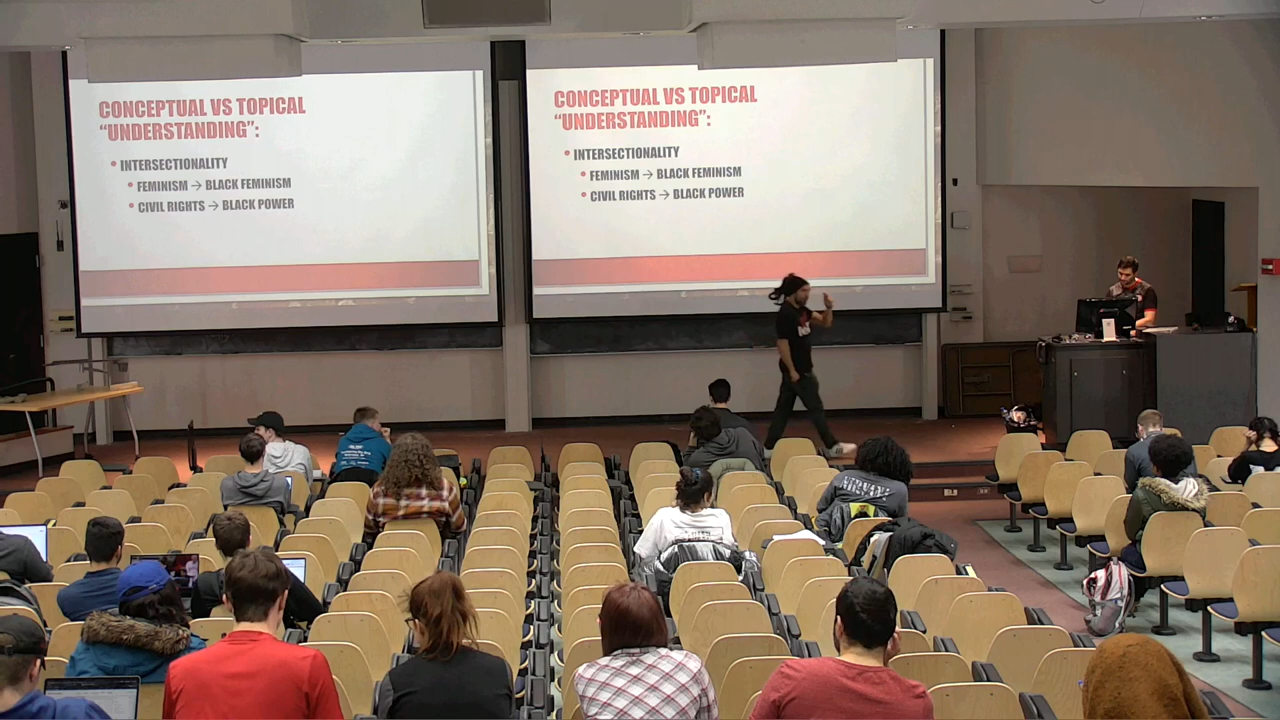 CONCEPTUAL VS TOPICAL
“UNDERSTANDING”:
• INTERSECTIONALITY
• FEMINISM → BLACK FEMINISM
• CIVIL RIGHTS → BLACK POWER
CONCEPTUAL VS TOPICAL
“UNDERSTANDING”:
• INTERSECTIONALITY
• FEMINISM → BLACK FEMINISM
• CIVIL RIGHTS → BLACK POWER
NIRVANA